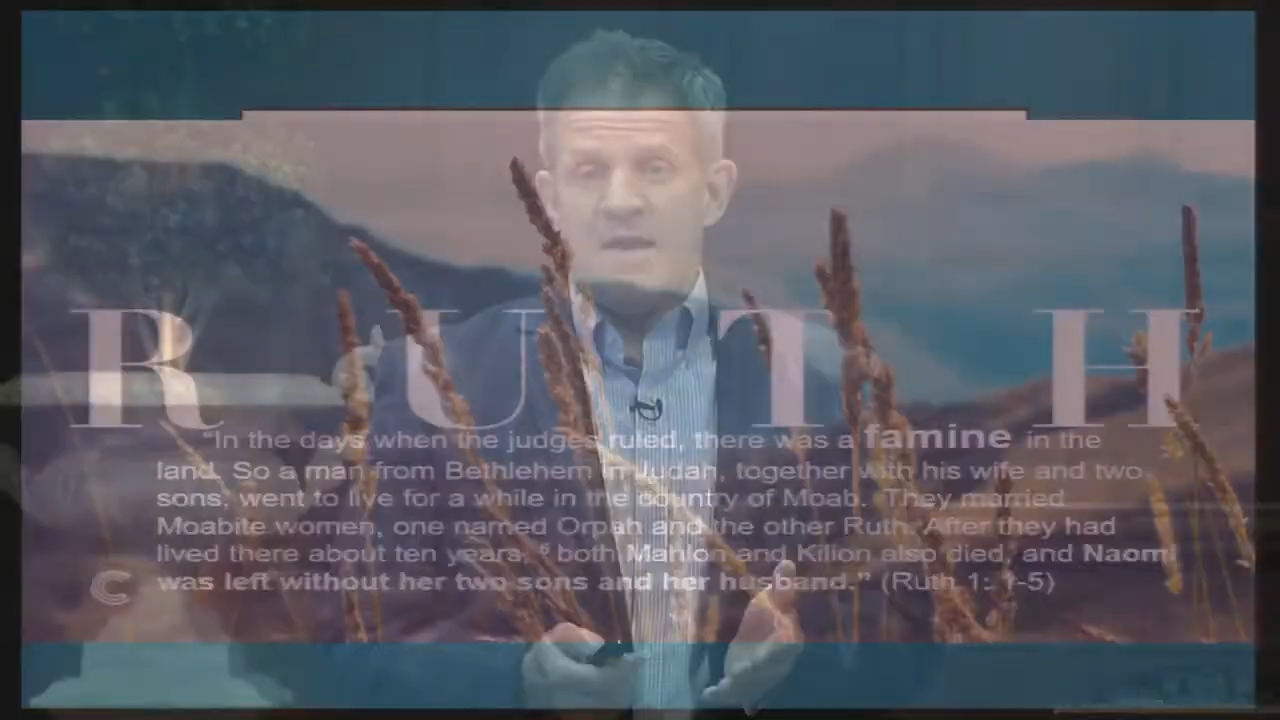 RUTH
“In the days when the judges ruled, there was a famine in the
land. So a man from Bethlehem in Judah, together with his wife and two
sons, went to live for a while in the country of Moab. They married
Moabite women, one named Orpah and the other Ruth. After they had
lived there about ten years, both Mahlon and Kilion also died, and Naomi
C was left without her two sons and her husband.” (Ruth 1: -5)